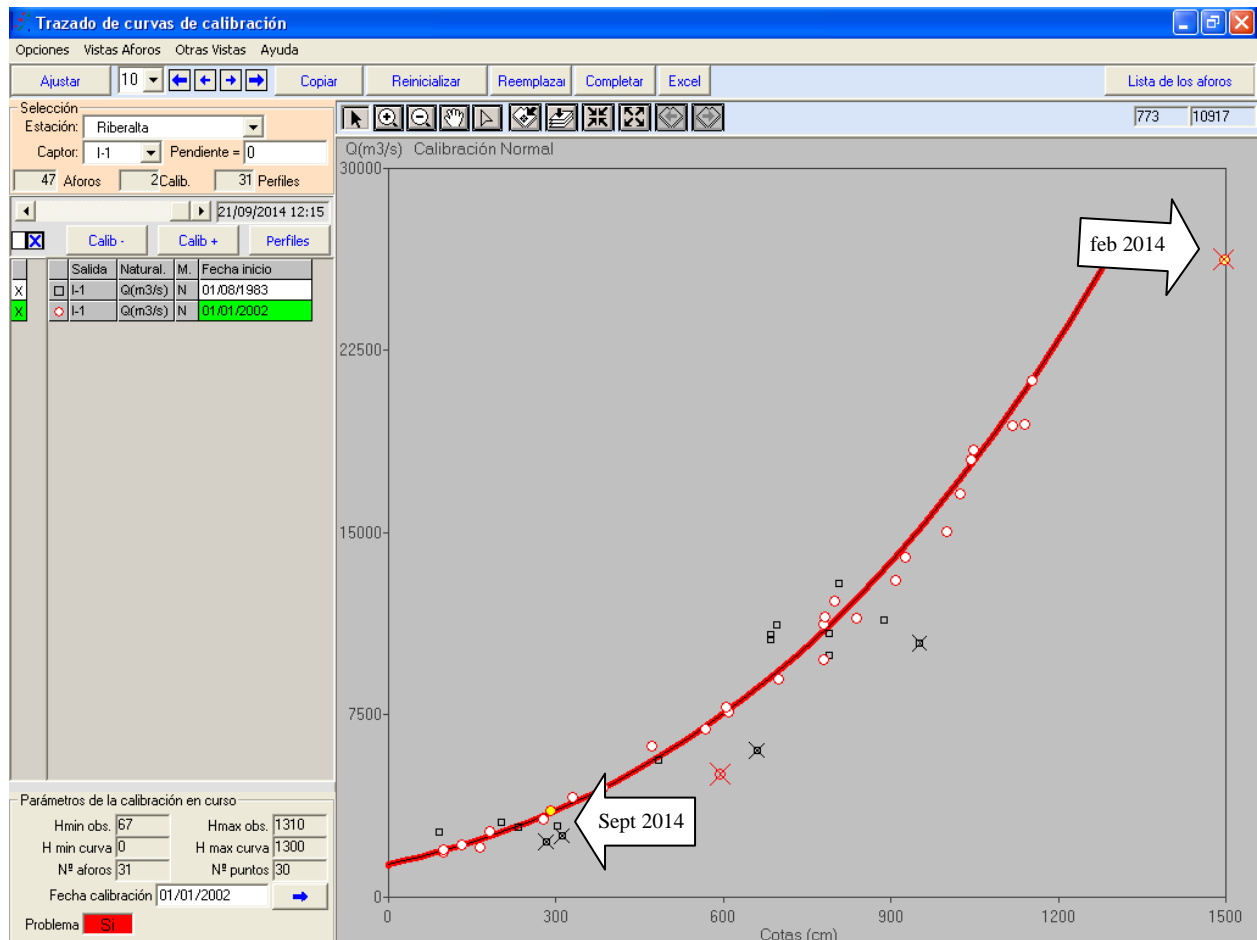 Trazado de curvas de calibración
Opciones Vistas Aforos Otras Vistas Ayuda
Ajustar 10 Copiar Reinicializar Reemplazar Completar Excel Lista de los aforos
Selección
Estación: Riberalta
Captor: I-1 Pendiente = 0
47 Aforos 2 Calib. 31 Perfiles
21/09/2014 12:15
Calib - Calib + Perfiles
Salida Natural. M. Fecha inicio
X I-1 Q(m3/s) N 01/08/1983
X I-1 Q(m3/s) N 01/01/2002
Parámetros de la calibración en curso
Hmin obs. 67 Hmax obs. 1310
H min curva 0 H max curva 1300
Nº aforos 31 Nº puntos 30
Fecha calibración 01/01/2002
Problema Si
773 10917
Q(m3/s) Calibración Normal
30000
feb 2014
22500
15000
7500
Sept 2014
0
0 300 600 900 1200 1500
Cotas (cm)